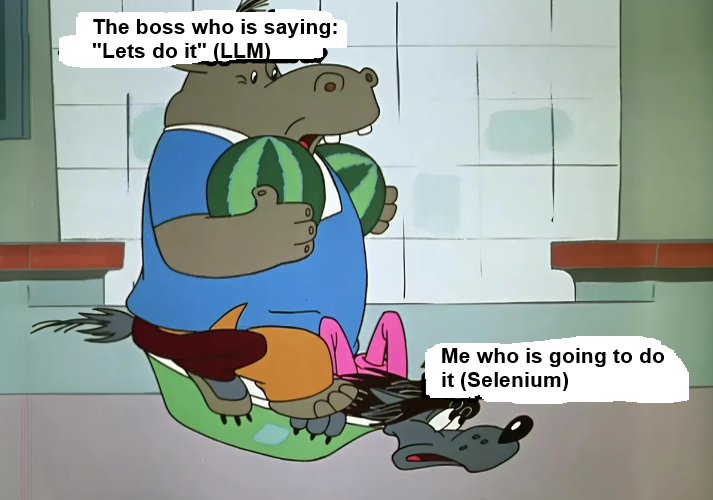 The boss who is saying:
"Lets do it" (LLM)
Me who is going to do
it (Selenium)